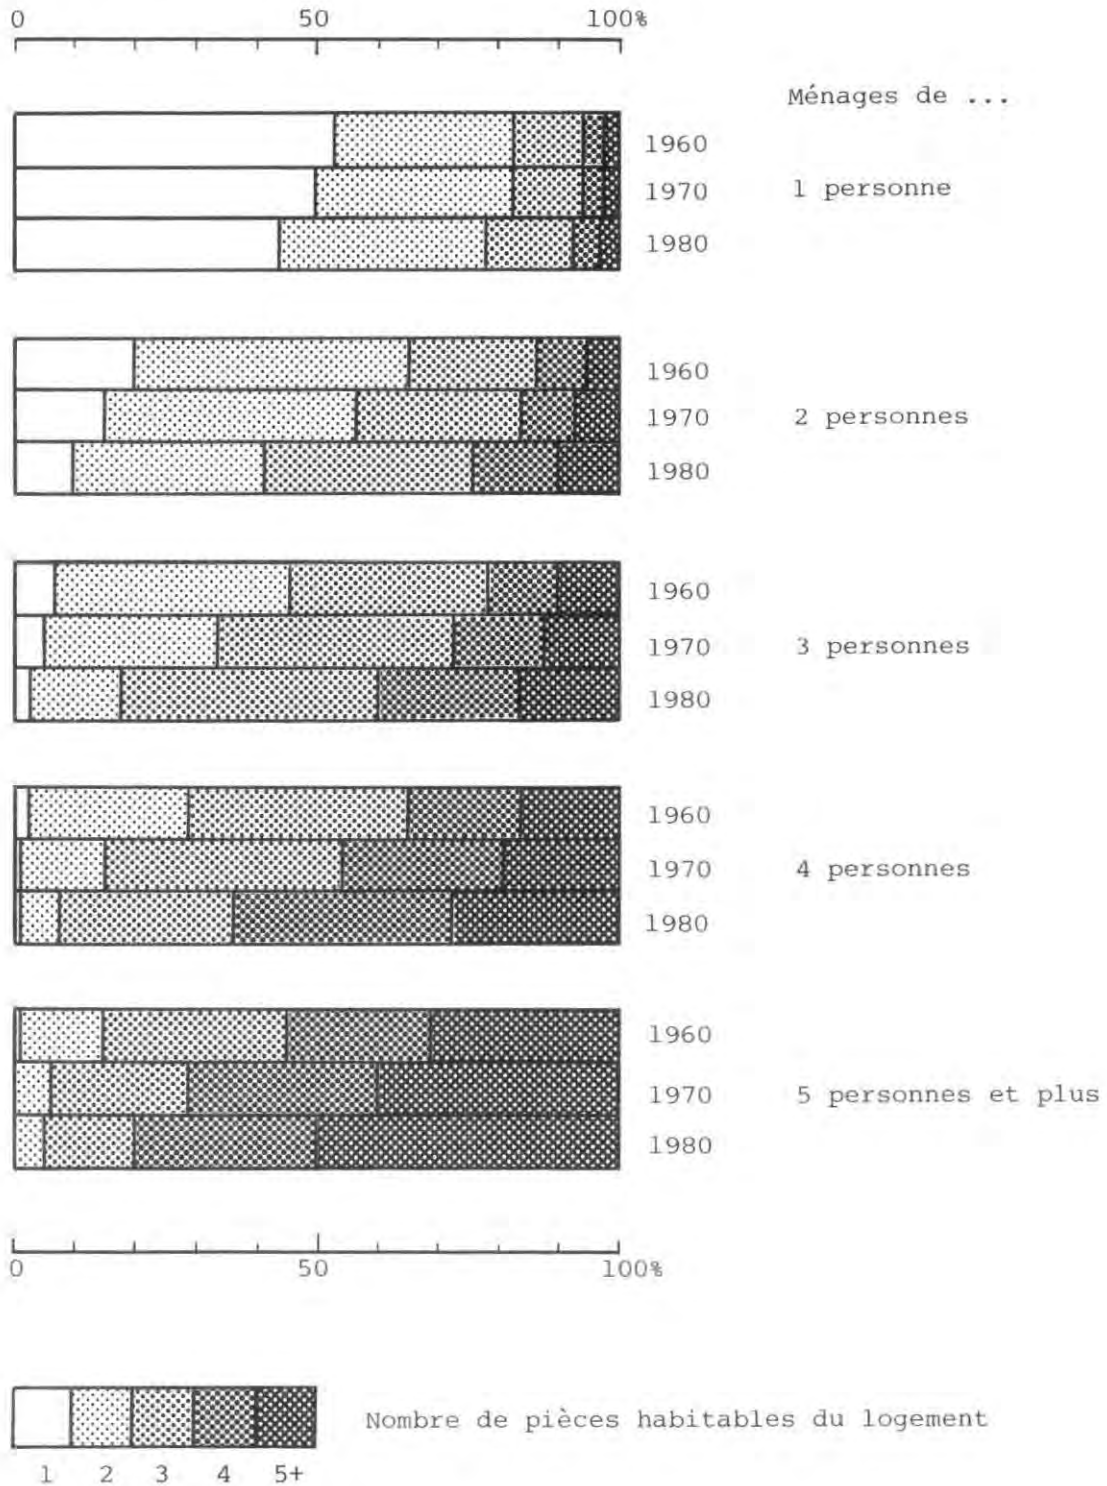 0 50 100%
Ménages de ...
1960
1970 1 personne
1980
1960
1970 2 personnes
1980
1960
1970 3 personnes
1980
1960
1970 4 personnes
1980
1960
1970 5 personnes et plus
1980
0 50 100%
Nombre de pièces habitables du logement
1 2 3 4 5+